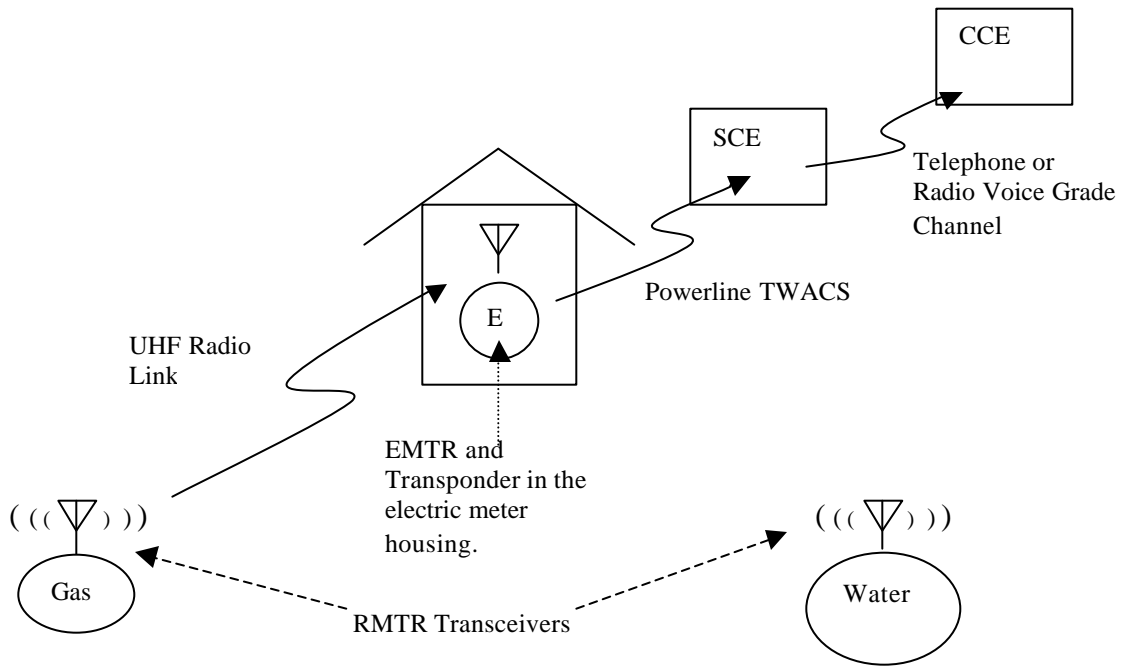 CCE
SCE
Telephone or
Radio Voice Grade
Channel
E
Powerline TWACS
UHF Radio
Link
EMTR and
Transponder in the
electric meter
housing.
( ( ( ) ) )
Gas
( ( ( ) ) )
Water
RMTR Transceivers